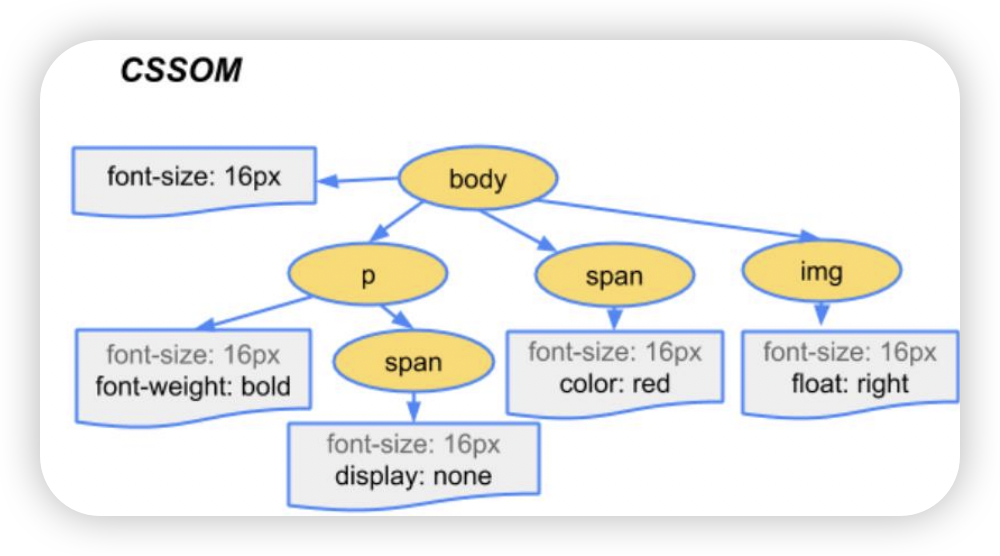 CSSOM
font-size: 16px
body
p
span
img
font-size: 16px
font-weight: bold
span
font-size: 16px
color: red
font-size: 16px
float: right
font-size: 16px
display: none